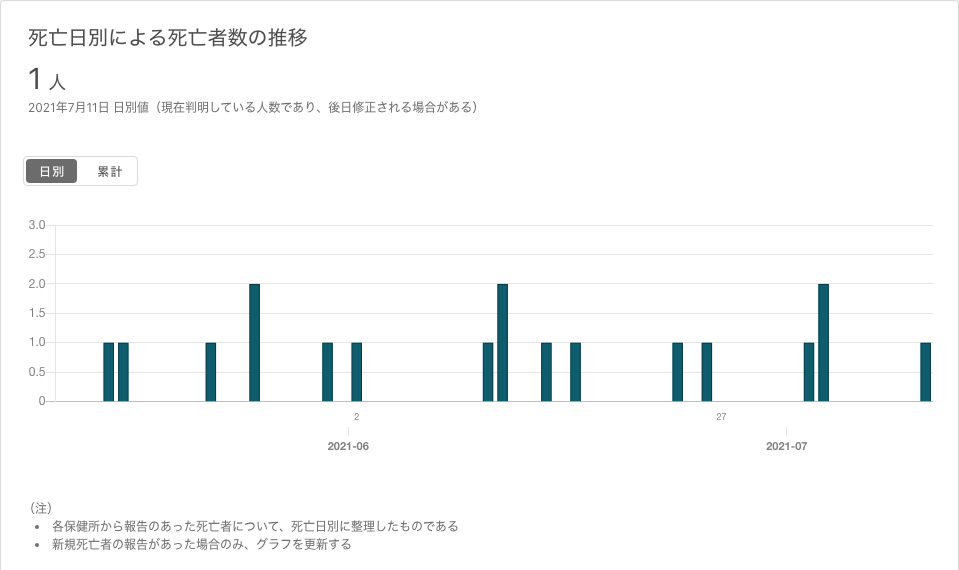 死亡日別による死亡者数の推移
1 人
2021年7月11日 日別値（現在判明している人数であり、後日修正される場合がある）
日別 累計
3.0
2.5
2.0
1.5
1.0
0.5
0
2 27
2021-06 2021-07
（注）
• 各保健所から報告のあった死亡者について、死亡日別に整理したものである
• 新規死亡者の報告があった場合のみ、グラフを更新する